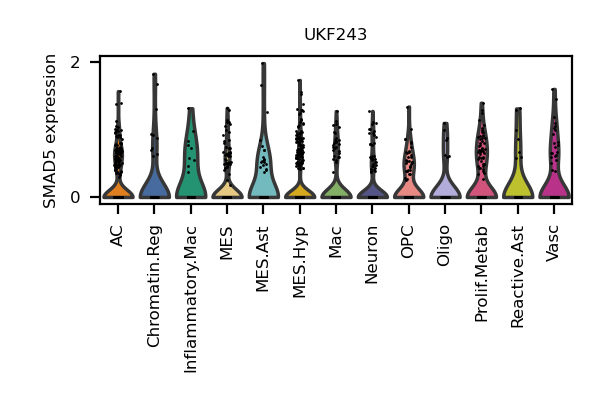 UKF243
SMAD5 expression
2
0
AC
Chromatin.Reg
Inflammatory.Mac
MES
MES.Ast
MES.Hyp
Mac
Neuron
OPC
Oligo
Prolif.Metab
Reactive.Ast
Vasc